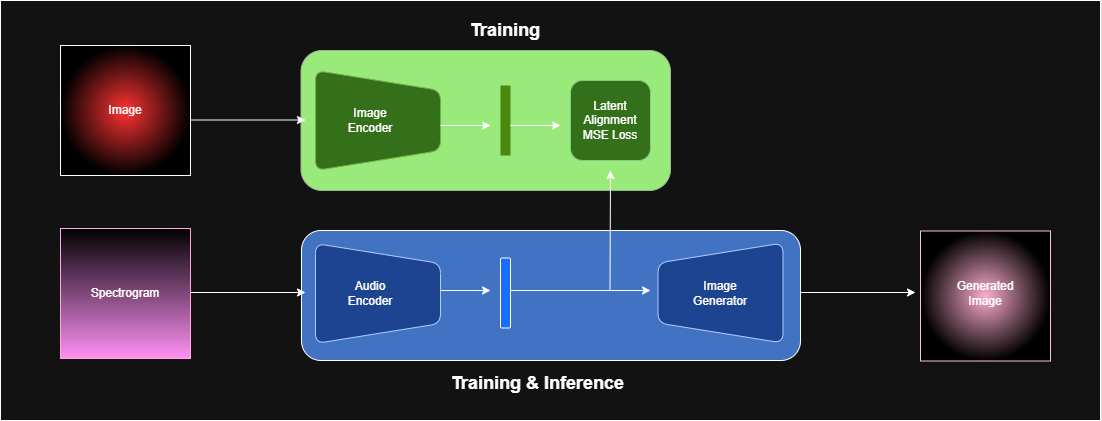 Training
Image
Image
Encoder
Latent
Alignment
MSE Loss
Spectrogram
Audio
Encoder
Image
Generator
Generated
Image
Training & Inference